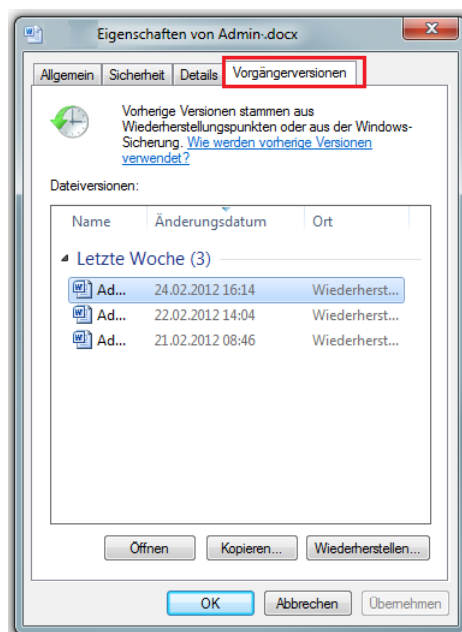 Eigenschaften von Admin-.docx
Allgemein Sicherheit Details Vorgängerversionen
Vorherige Versionen stammen aus
Wiederherstellungspunkten oder aus der Windows-
Sicherung. Wie werden vorherige Versionen
verwendet?
Dateiversionen:
Name Änderungsdatum Ort
Letzte Woche (3)
Ad... 24.02.2012 16:14 Wiederherst...
Ad... 22.02.2012 14:04 Wiederherst...
Ad... 21.02.2012 08:46 Wiederherst...
Öffnen Kopieren... Wiederherstellen...
OK Abbrechen Übernehmen